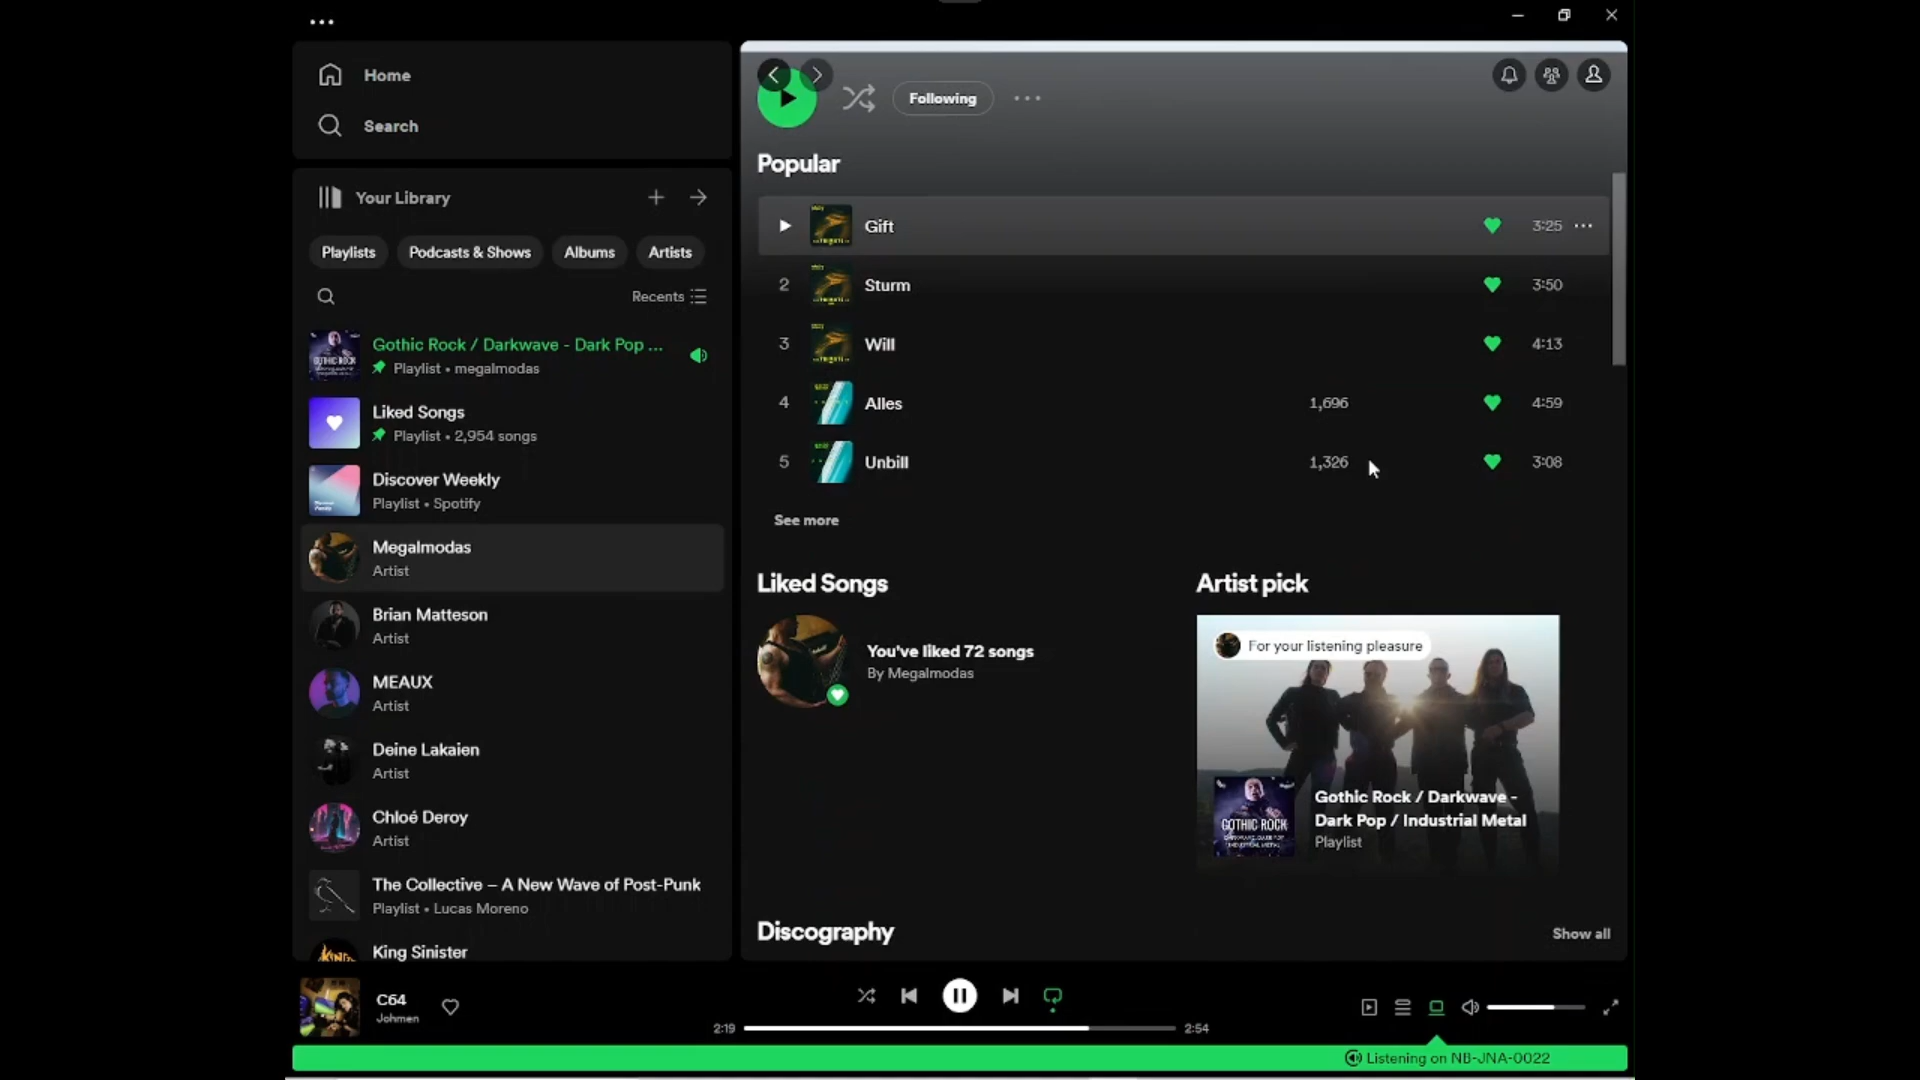 Home
Search
Your Library
Playlists
Podcasts & Shows
Albums
Artists
Recents
Gothic Rock / Darkwave - Dark Pop ...
Playlist • megalmodas
Liked Songs
Playlist • 2,954 songs
Discover Weekly
Playlist • Spotify
Megalmodas
Artist
Brian Matteson
Artist
MEAUX
Artist
Deine Lakaien
Artist
Chloé Deroy
Artist
The Collective – A New Wave of Post-Punk
Playlist • Lucas Moreno
King Sinister
Following
Popular
Gift 3:25
2 Sturm 3:50
3 Will 4:13
4 Alles 1,696 4:59
5 Unbill 1,326 3:08
See more
Liked Songs
You've liked 72 songs
By Megalmodas
Artist pick
For your listening pleasure
GOTHIC ROCK
Gothic Rock / Darkwave -
Dark Pop / Industrial Metal
Playlist
Discography
Show all
C64
Johmen
2:19
2:54
Listening on NB-JNA-0022